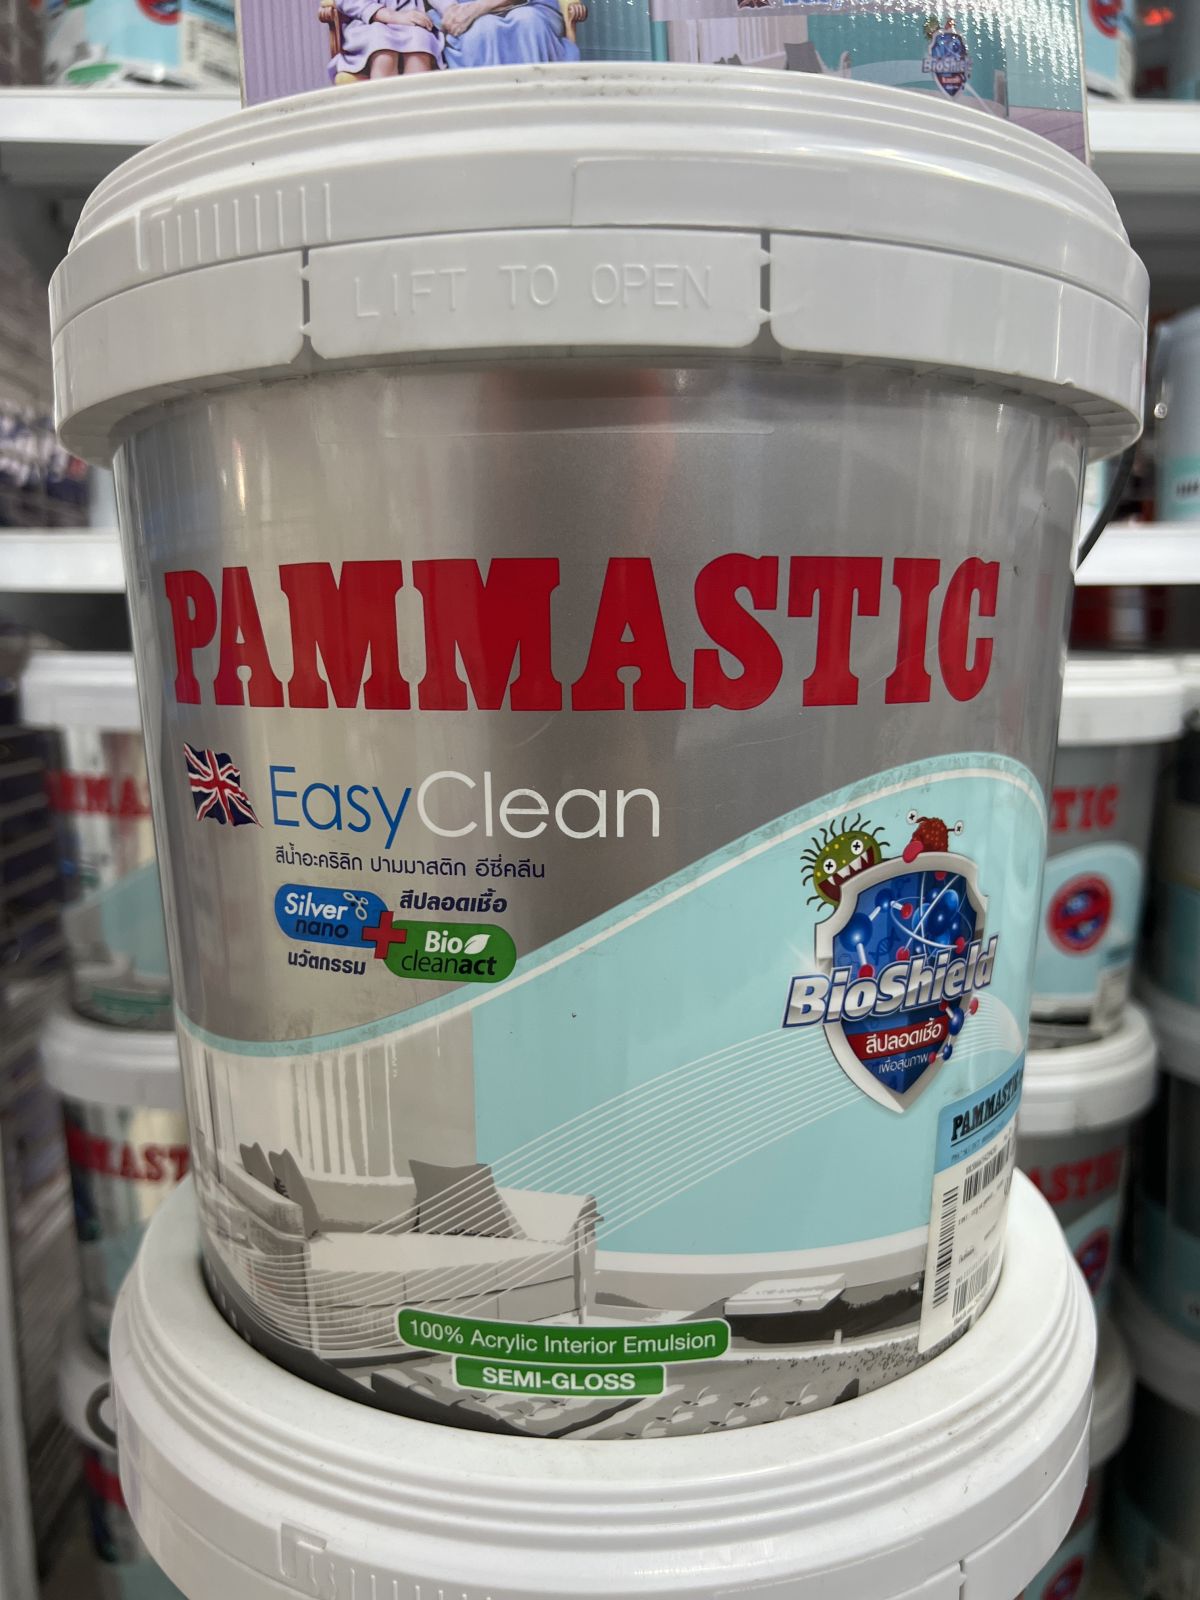 BioShield
LIFT TO OPEN
PAMMASTIC
EasyClean
สีน้ำอะคริลิก ปามมาสติก อีซี่คลีน
Silver nano
สีปลอดเชื้อ
นวัตกรรม
Bio cleanact
BioShield
สีปลอดเชื้อ
เพื่อสุขภาพ
PAMMASTIC
100% Acrylic Interior Emulsion
SEMI-GLOSS
TIC
MAST